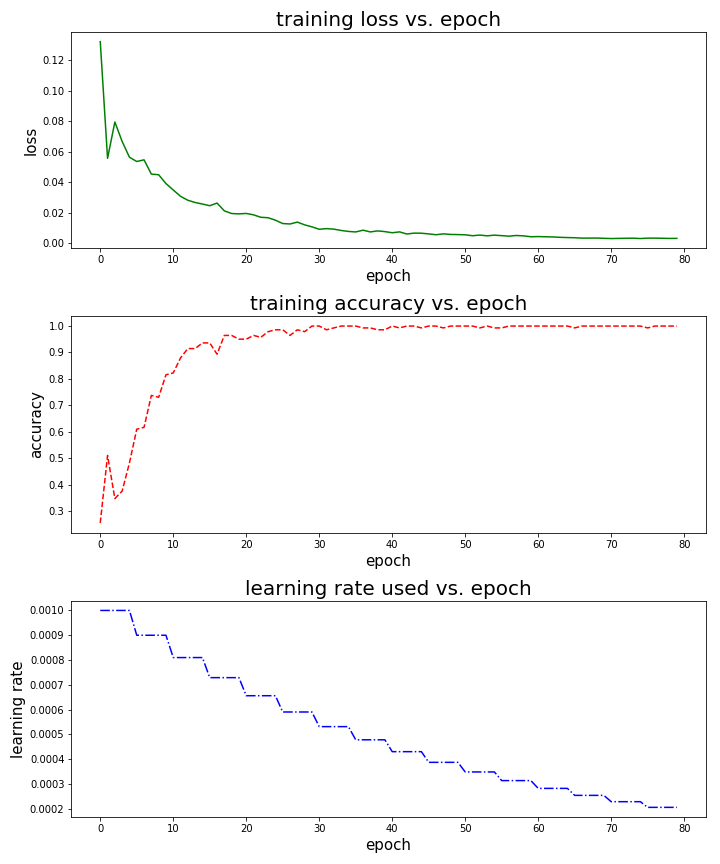 training loss vs. epoch
0.12
0.10
0.08
0.06
0.04
0.02
0.00
loss
0 10 20 30 40 50 60 70 80
epoch
training accuracy vs. epoch
1.0
0.9
0.8
0.7
0.6
0.5
0.4
0.3
accuracy
0 10 20 30 40 50 60 70 80
epoch
learning rate used vs. epoch
0.0010
0.0009
0.0008
0.0007
0.0006
0.0005
0.0004
0.0003
0.0002
learning rate
0 10 20 30 40 50 60 70 80
epoch